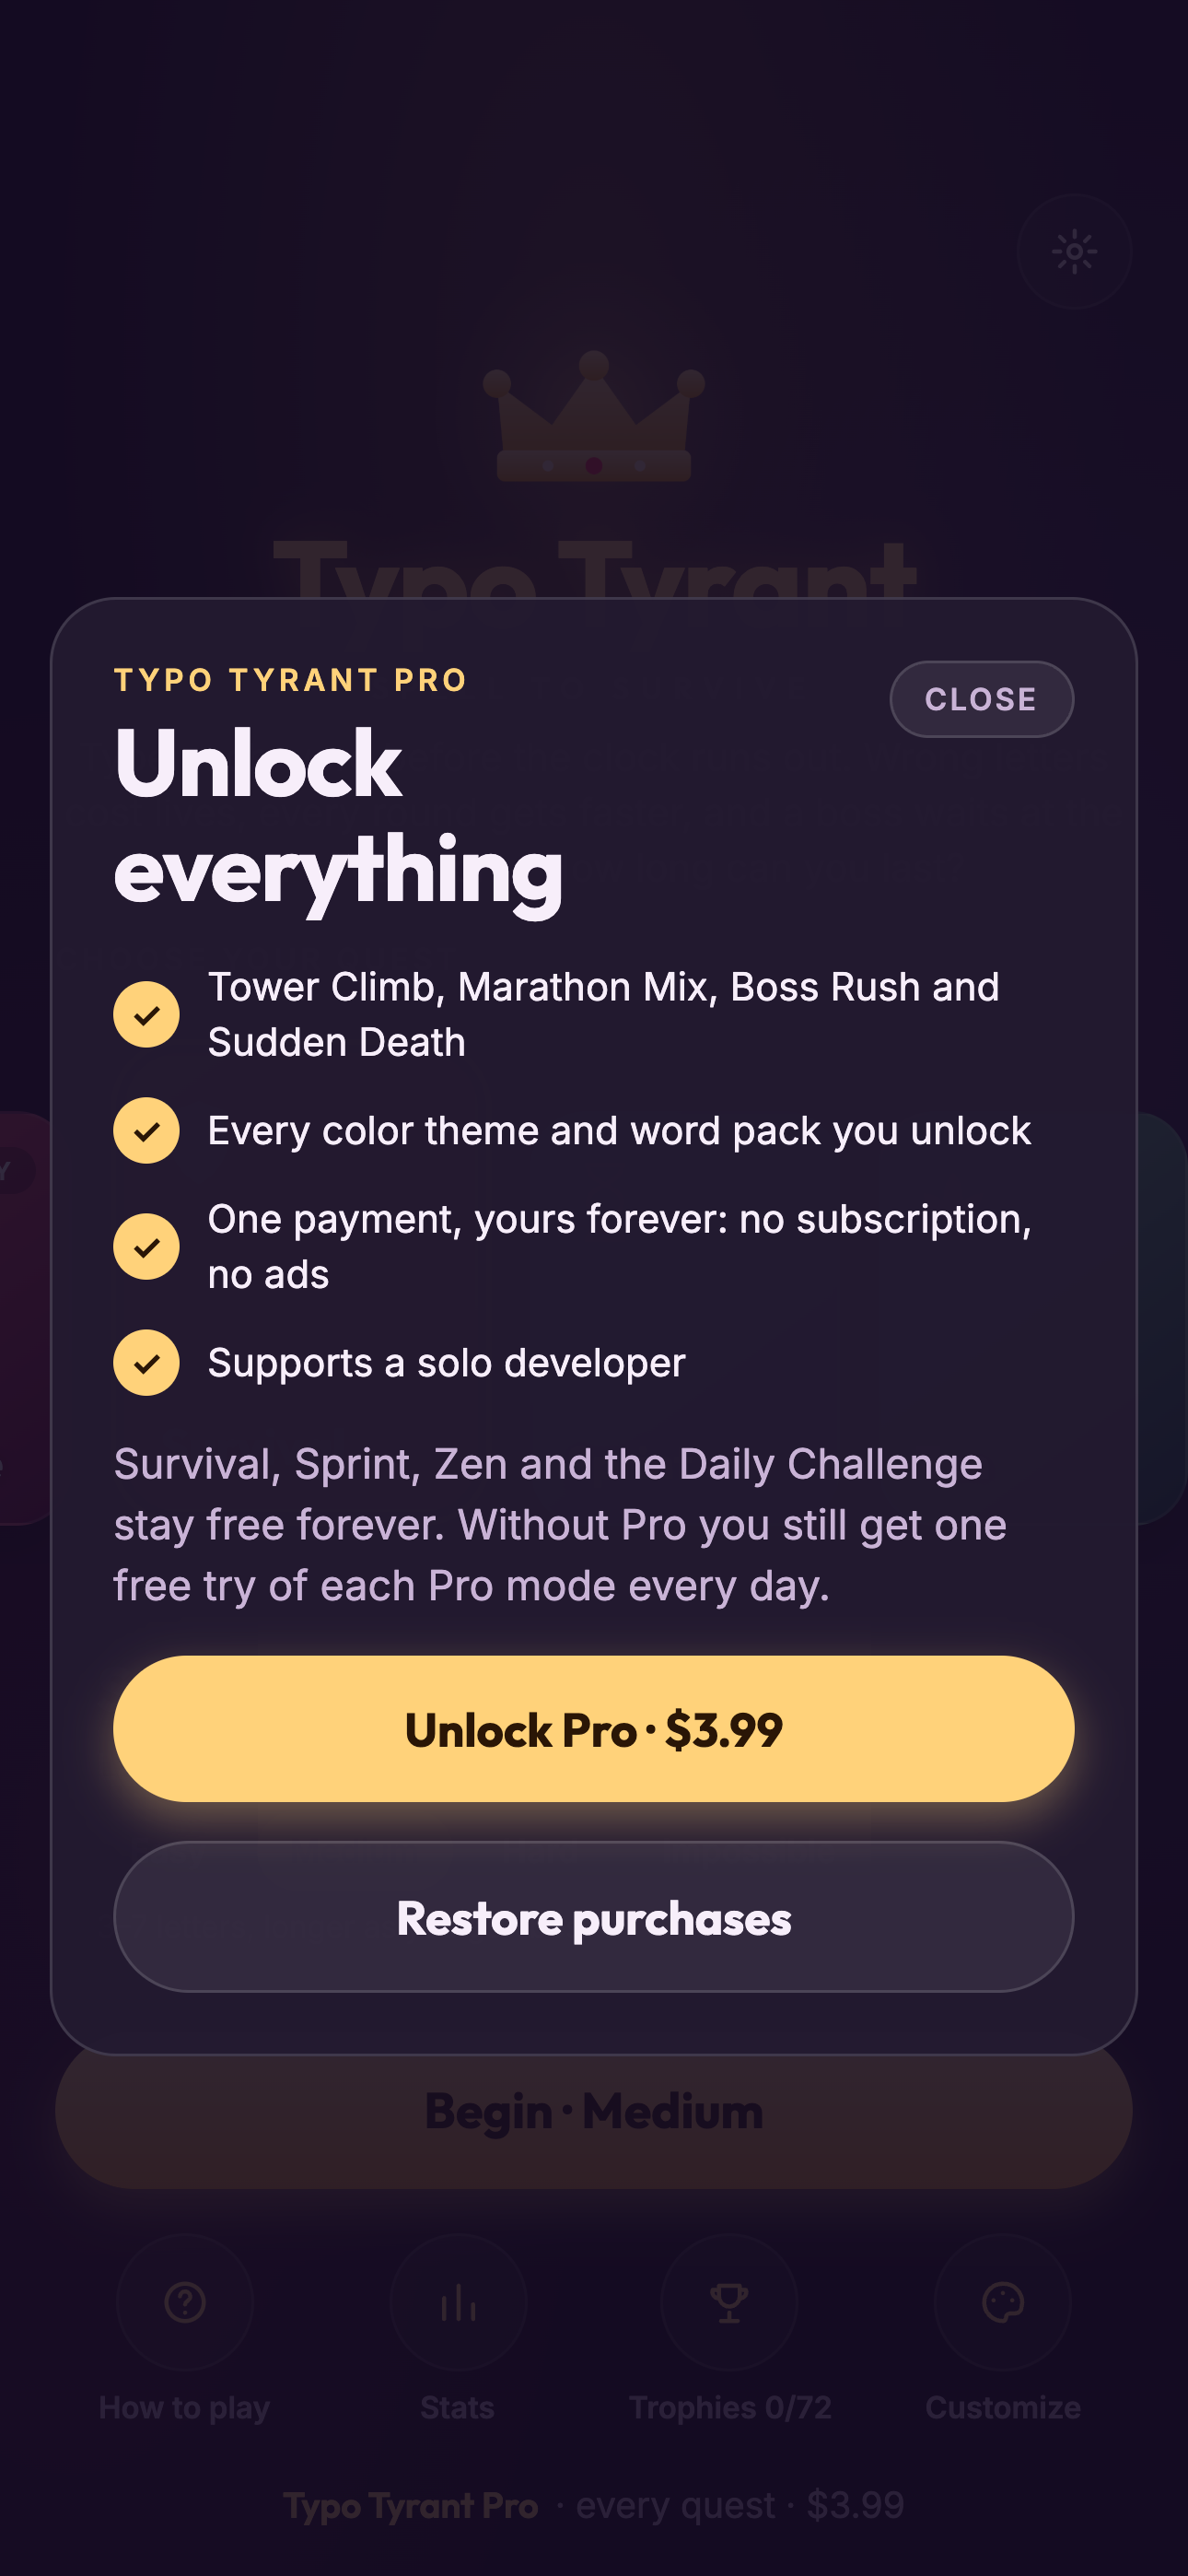 Typo Tyrant
TYPO TYRANT PRO
CLOSE
Unlock
everything
Tower Climb, Marathon Mix, Boss Rush and
Sudden Death
Every color theme and word pack you unlock
One payment, yours forever: no subscription,
no ads
Supports a solo developer
Survival, Sprint, Zen and the Daily Challenge
stay free forever. Without Pro you still get one
free try of each Pro mode every day.
Unlock Pro · $3.99
Restore purchases
Begin · Medium
How to play
Stats
Trophies 0/72
Customize
Typo Tyrant Pro · every quest · $3.99